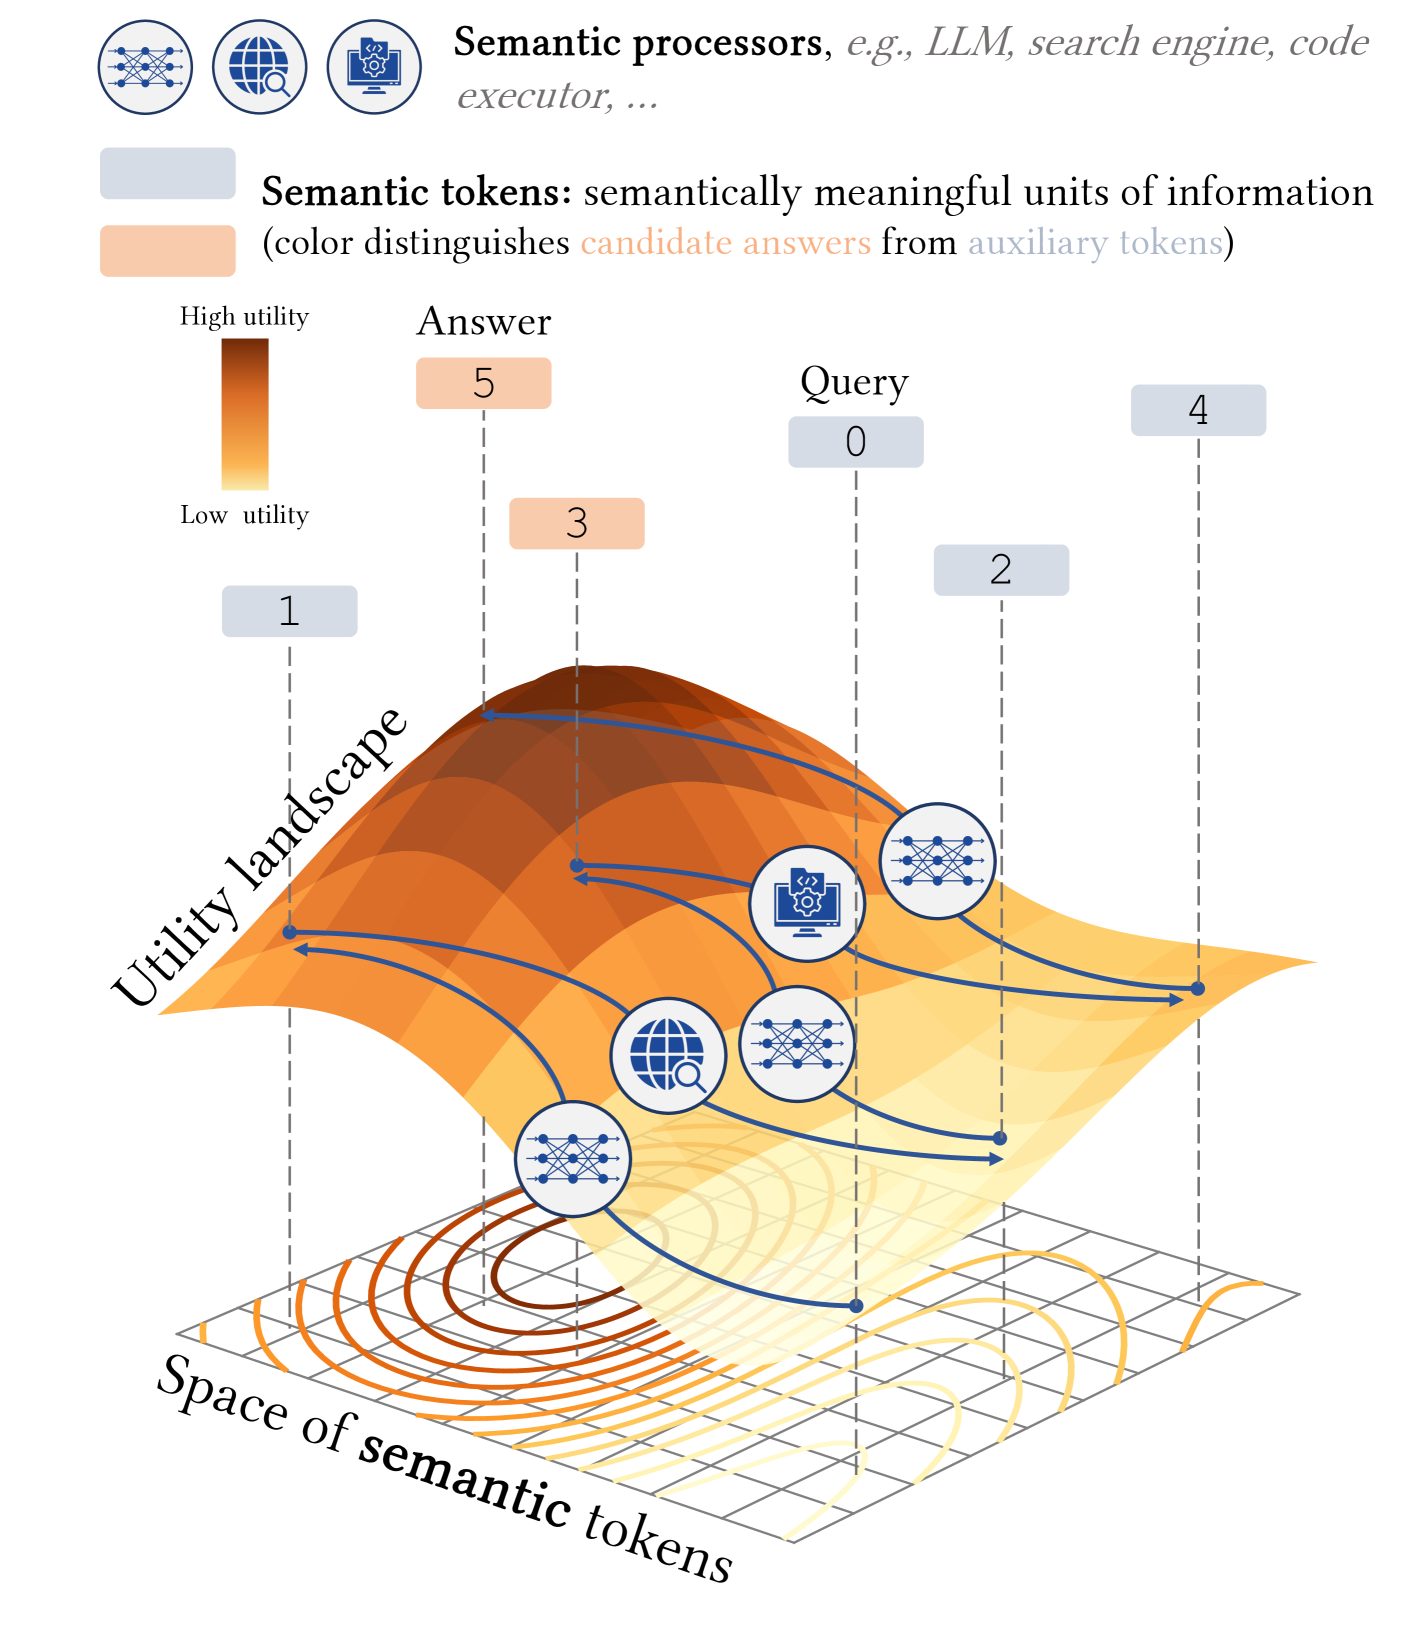 Semantic processors, e.g., LLM, search engine, code
executor, ...
Semantic tokens: semantically meaningful units of information
(color distinguishes candidate answers from auxiliary tokens)
High utility
Low utility
Answer
5
Query
0
4
3
2
1
Utility landscape
Space of semantic tokens